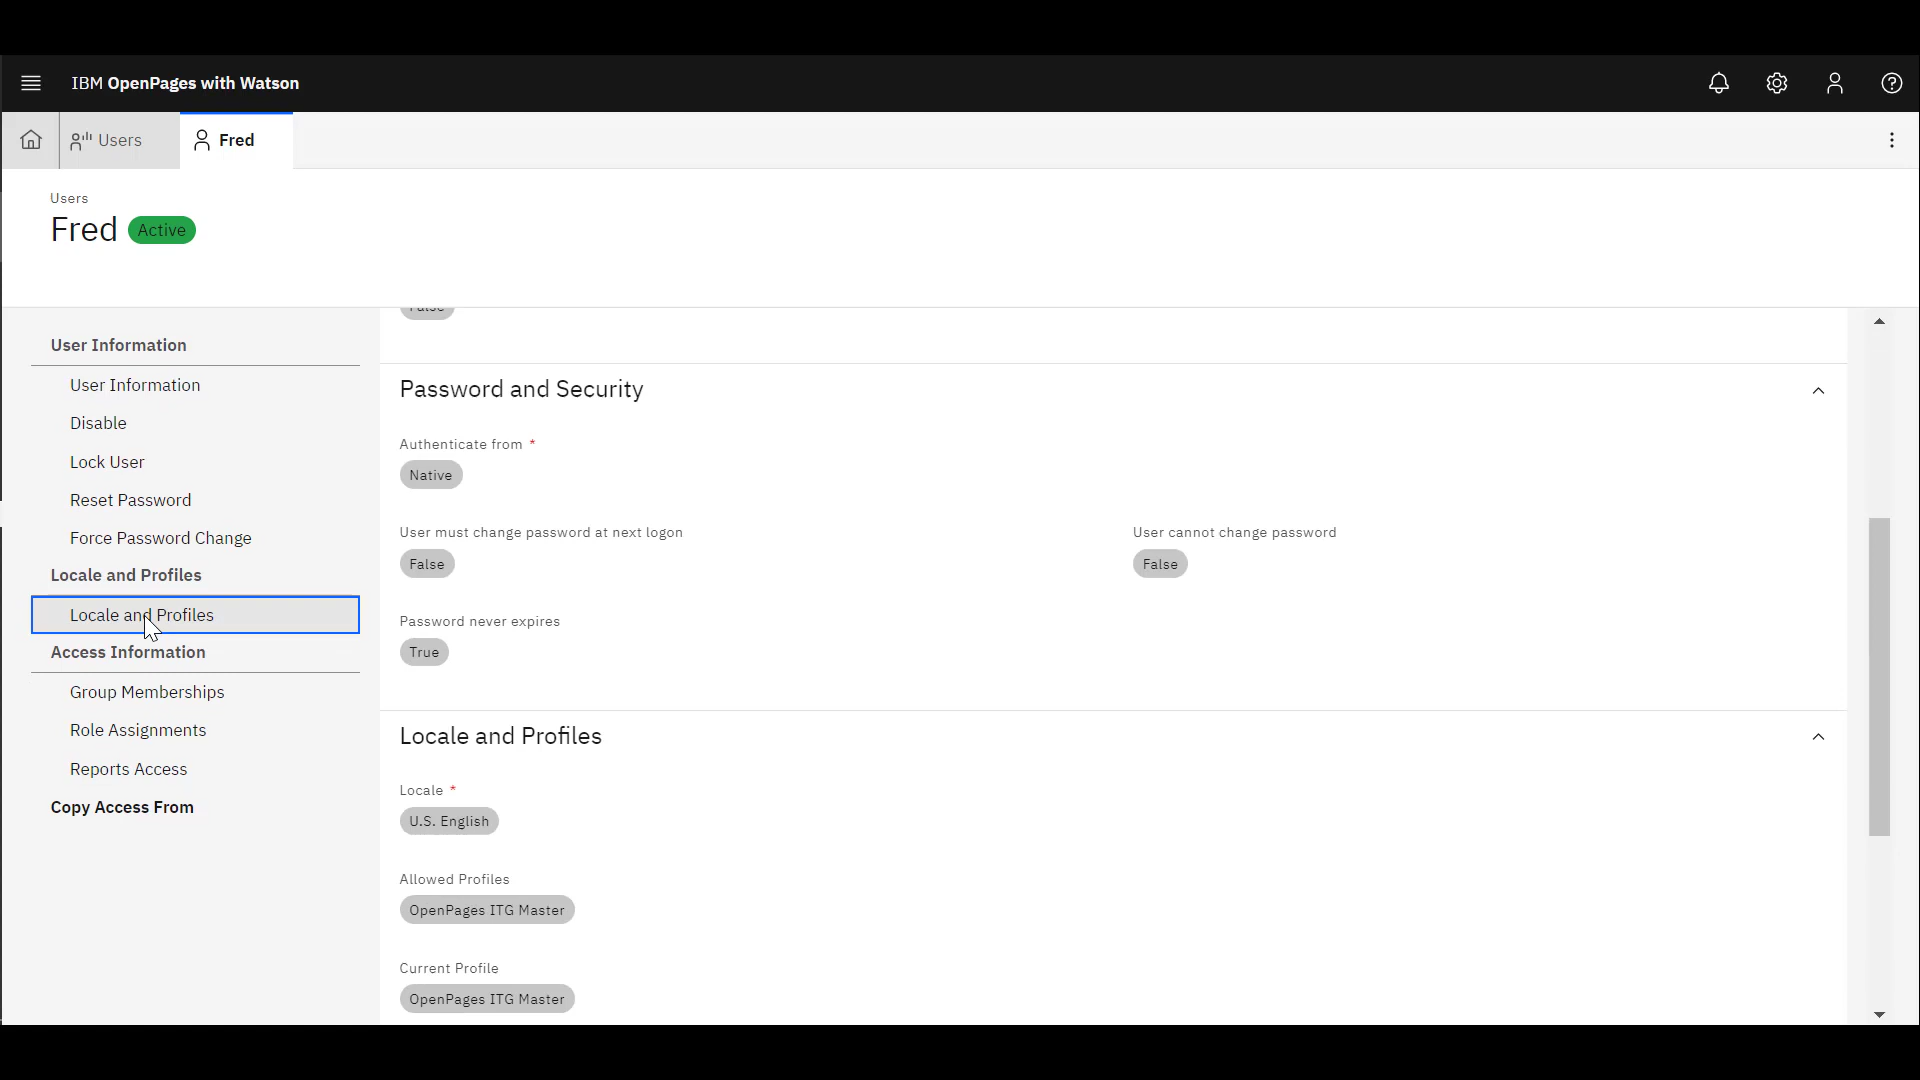 IBM OpenPages with Watson
Users
Fred
Users
Fred
Active
User Information
User Information
Disable
Lock User
Reset Password
Force Password Change
Locale and Profiles
Locale and Profiles
Access Information
Group Memberships
Role Assignments
Reports Access
Copy Access From
False
Password and Security
Authenticate from *
Native
User must change password at next logon
False
User cannot change password
False
Password never expires
True
Locale and Profiles
Locale *
U.S. English
Allowed Profiles
OpenPages ITG Master
Current Profile
OpenPages ITG Master